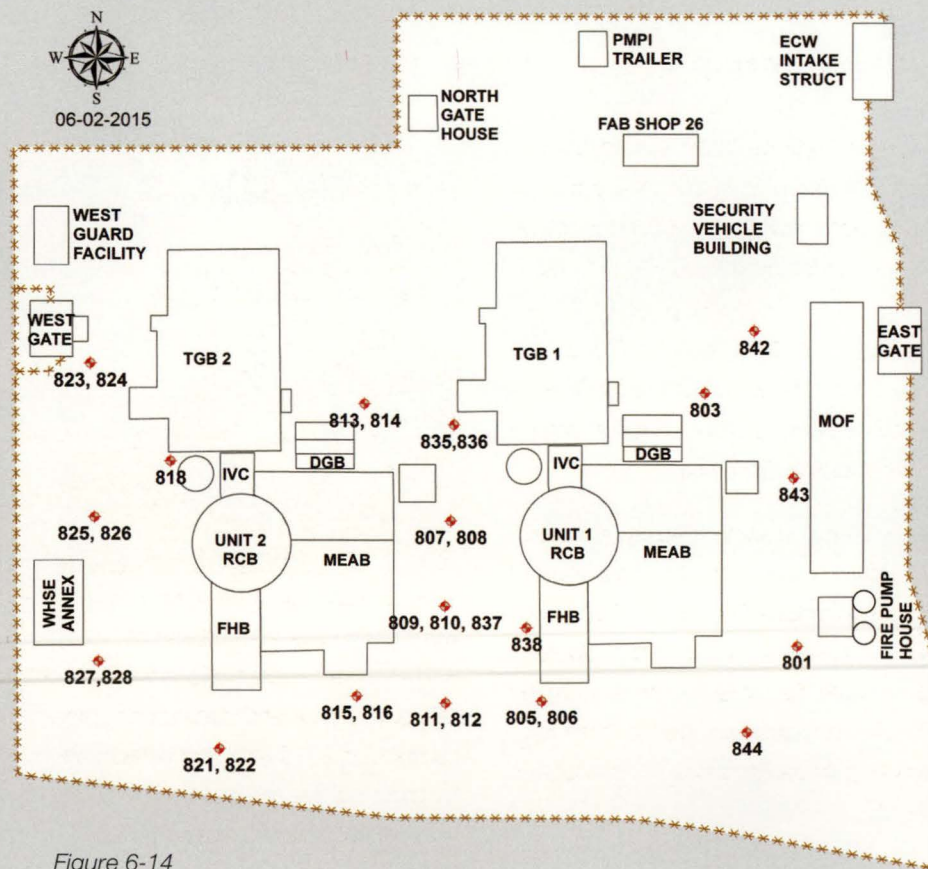 N
W E
S
06-02-2015
PMPI
TRAILER
ECW
INTAKE
STRUCT
NORTH
GATE
HOUSE
FAB SHOP 26
WEST
GUARD
FACILITY
SECURITY
VEHICLE
BUILDING
WEST
GATE
EAST
GATE
TGB 2
TGB 1
842
823, 824
813, 814
803
835,836
MOF
DGB
DGB
818
IVC
IVC
843
825, 826
807, 808
UNIT 2
RCB
MEAB
UNIT 1
RCB
MEAB
WHSE
ANNEX
FHB
809, 810, 837
838
FHB
FIRE PUMP
HOUSE
801
827,828
815, 816
811, 812
805, 806
844
821, 822
Figure 6-14